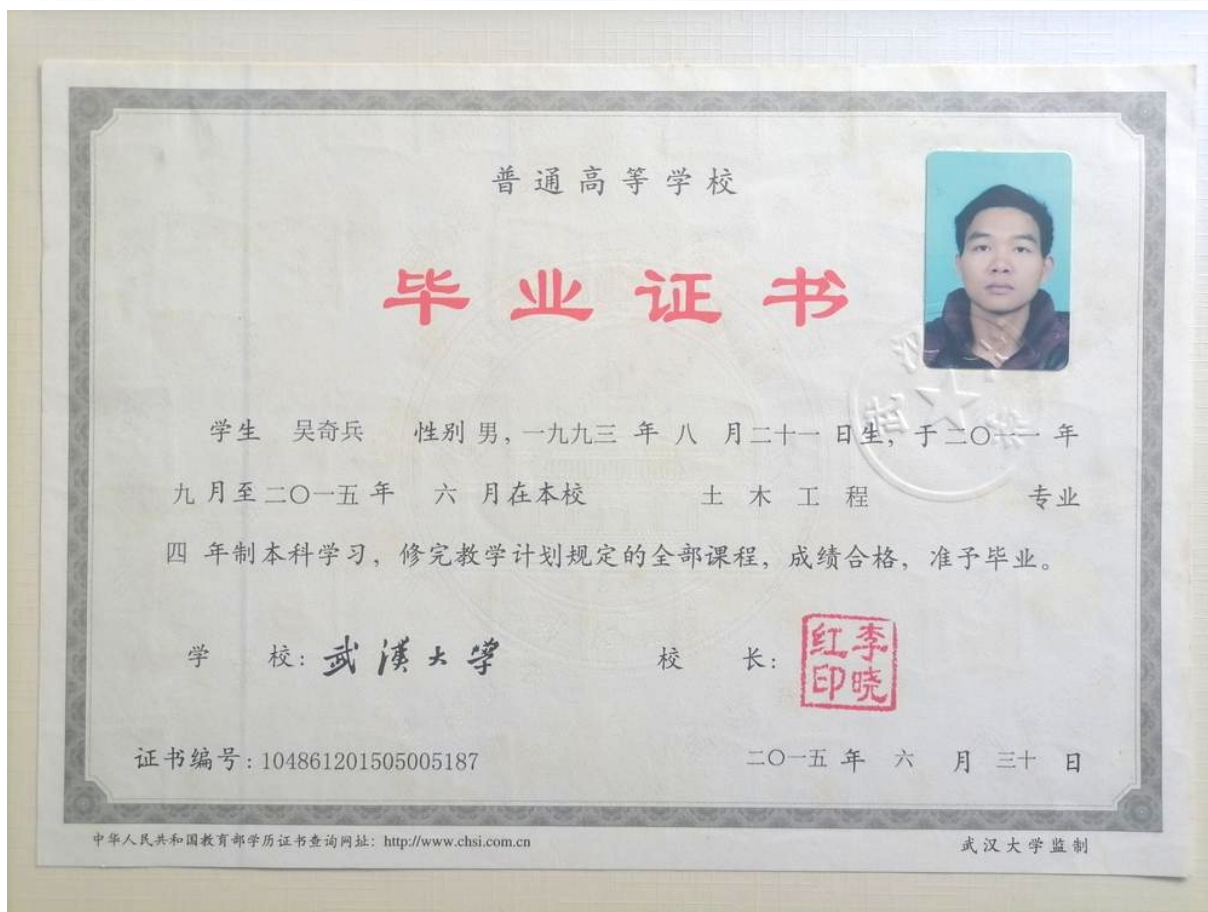 普通高等学校
毕业证书
学生 吴奇兵 性别 男，一九九三 年 八 月二十一 日生，于二〇一一 年
九 月至二〇一五 年 六 月在本校 土木工程 专业
四 年制本科学习，修完教学计划规定的全部课程，成绩合格，准予毕业。
学 校：武漢大学 校 长：李晓红印
证书编号：104861201505005187 二〇一五 年 六 月 三十 日
中华人民共和国教育部学历证书查询网址：http://www.chsi.com.cn 武汉大学监制